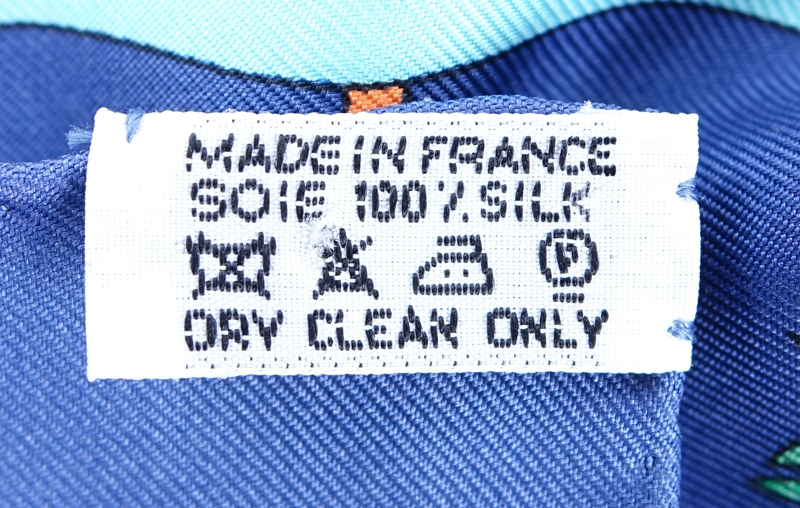 MADE IN FRANCE
SOIE 100% SILK
P
DRY CLEAN ONLY